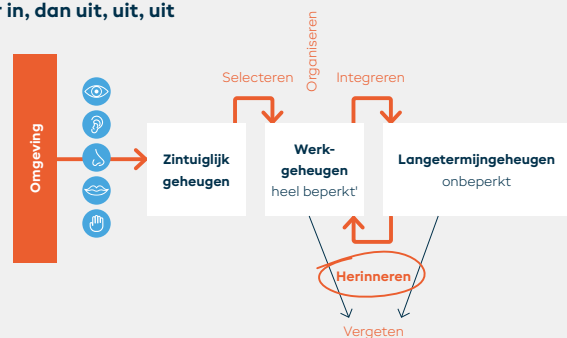 r in, dan uit, uit, uit
Selecteren
Organiseren
Integreren
Omgeving
Zintuiglijk
geheugen
Werk-
geheugen
heel beperkt'
Langetermijngeheugen
onbeperkt
Herinneren
Vergeten